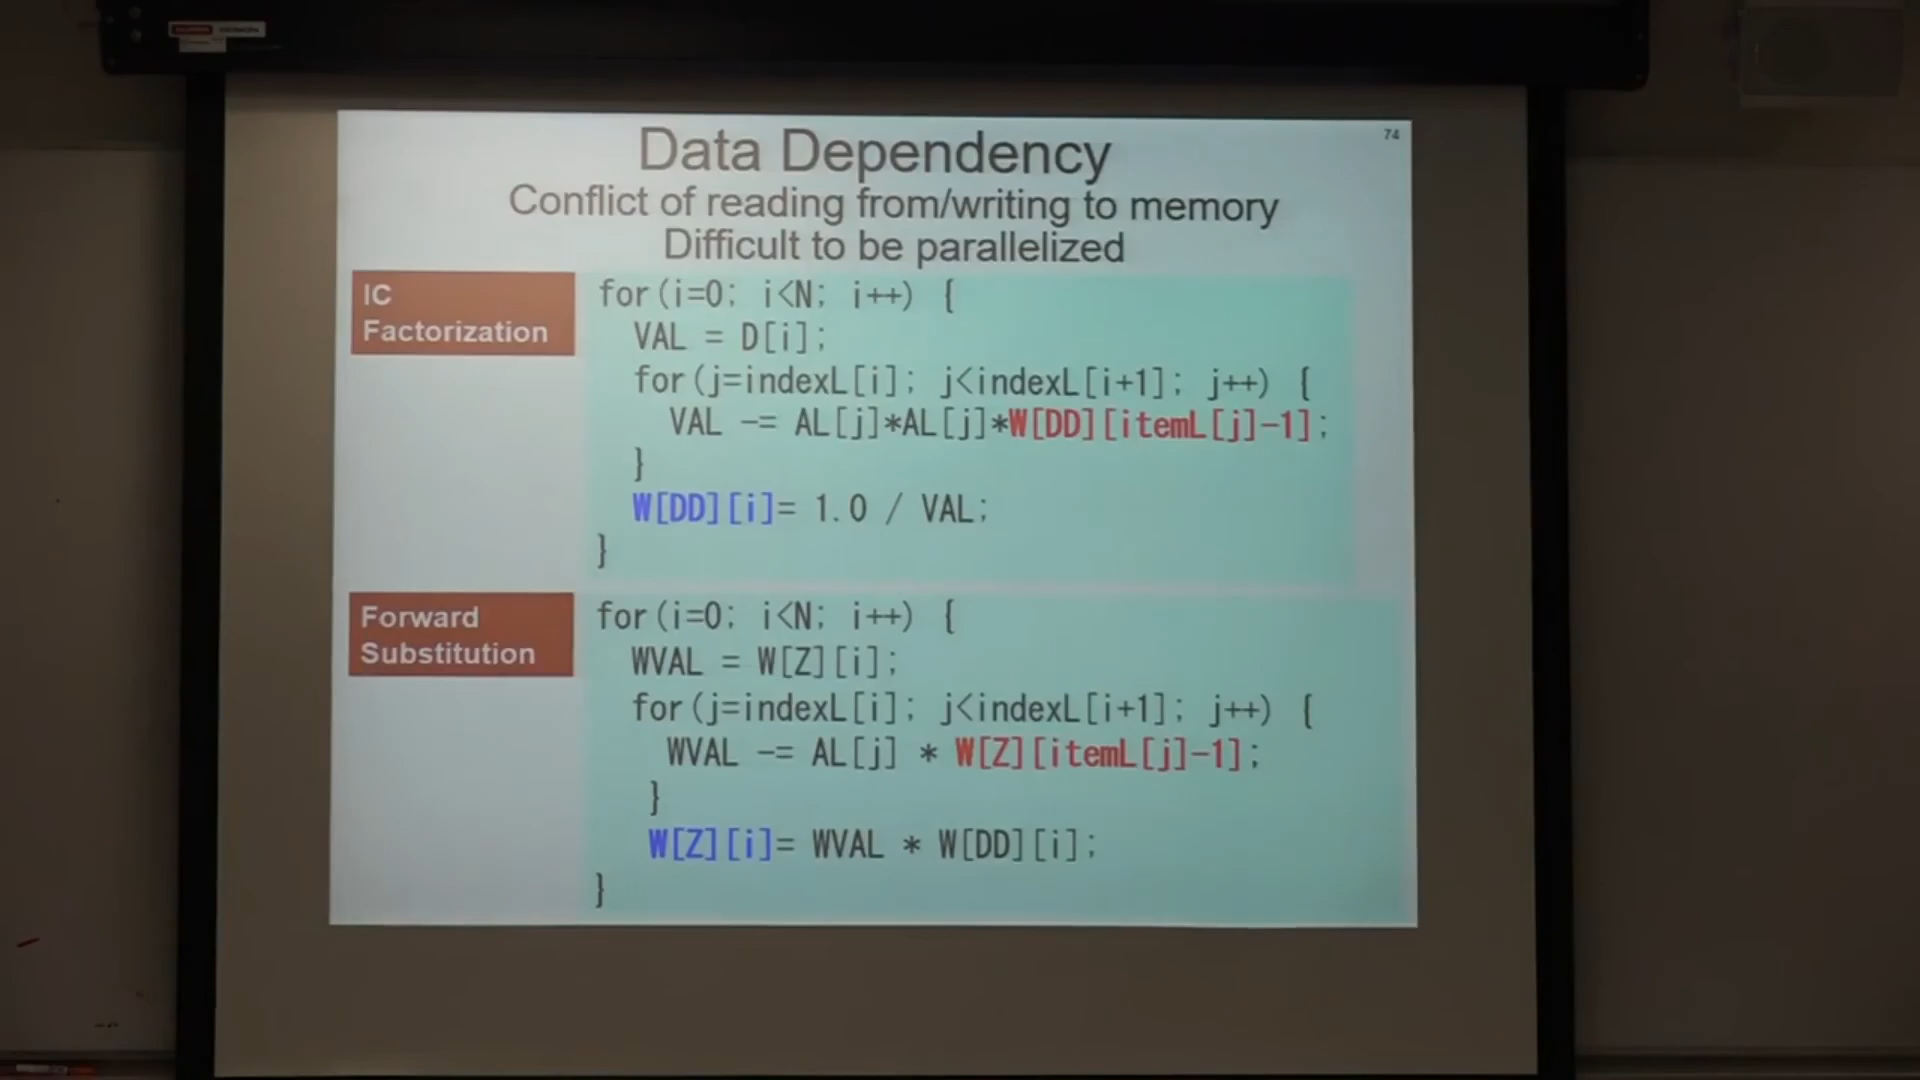 74
Data Dependency
Conflict of reading from/writing to memory
Difficult to be parallelized
IC
Factorization
for(i=0; i<N; i++) {
VAL = D[i];
for(j=indexL[i]; j<indexL[i+1]; j++) {
VAL -= AL[j]*AL[j]*W[DD][itemL[j]-1];
}
W[DD][i]= 1.0 / VAL;
}
Forward
Substitution
for(i=0; i<N; i++) {
WVAL = W[Z][i];
for(j=indexL[i]; j<indexL[i+1]; j++) {
WVAL -= AL[j] * W[Z][itemL[j]-1];
}
W[Z][i]= WVAL * W[DD][i];
}